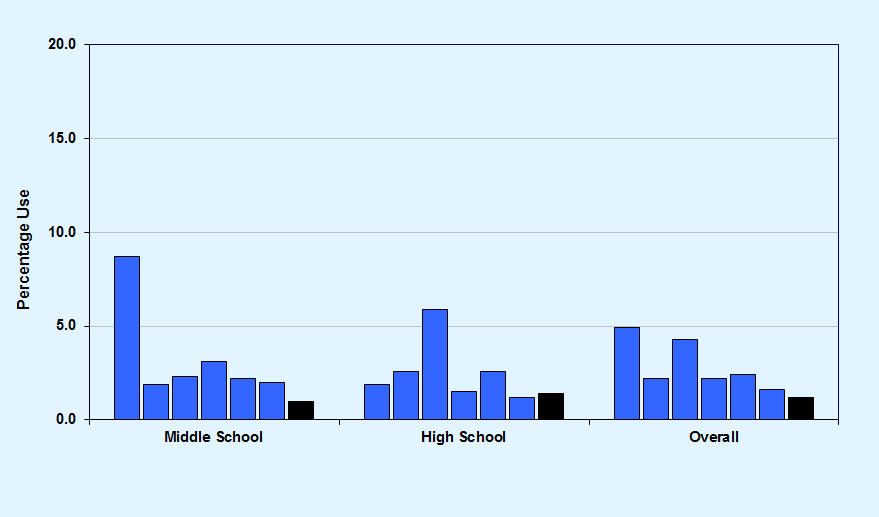 20.0
15.0
10.0
5.0
0.0
Percentage Use
Middle School
High School
Overall